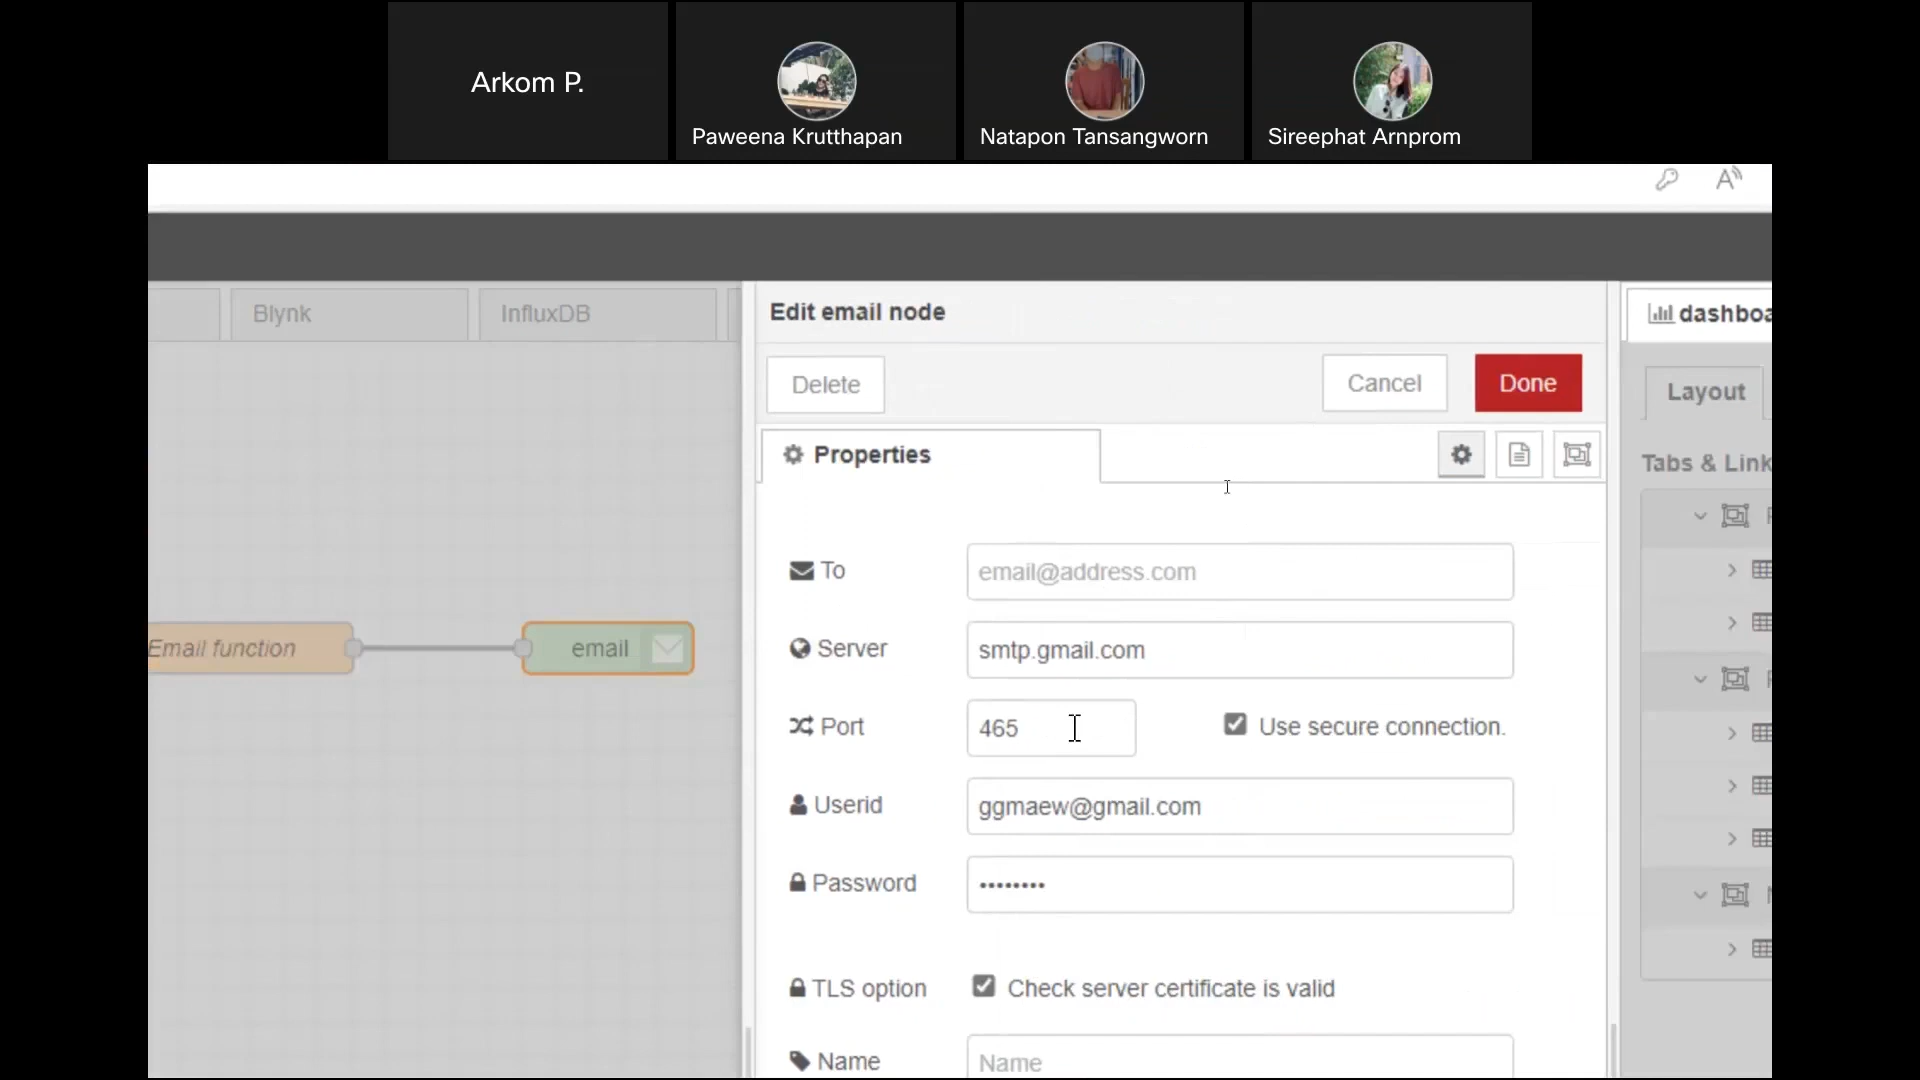 Arkom P.
Paweena Krutthapan
Natapon Tansangworn
Sireephat Arnprom
Blynk
InfluxDB
Edit email node
Delete
Cancel
Done
Properties
To
email@address.com
Server
smtp.gmail.com
Port
465
Use secure connection.
Userid
ggmaew@gmail.com
Password
••••••••
TLS option
Check server certificate is valid
Name
Name
Email function
email
dashboa
Layout
Tabs & Link